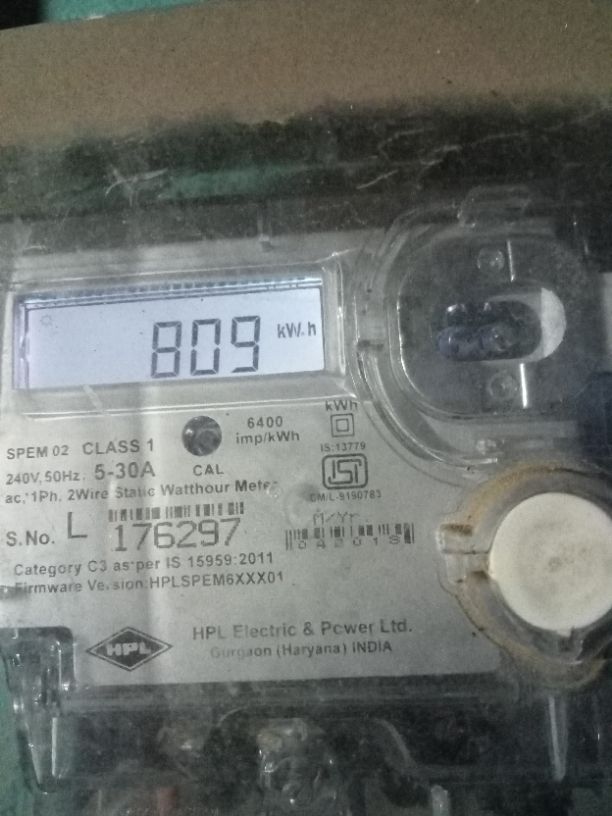 809 kW.h
6400
imp/kWh
kWh
IS:13779
SPEM 02 CLASS 1
240V, 50Hz, 5-30A CAL
ac, 1Ph. 2Wire Static Watthour Meter
CM/L-9190783
S.No. L 176297
M/Yr
Category C3 as per IS 15959:2011
Firmware Version:HPLSPEM6XXX01
HPL
HPL Electric & Power Ltd.
Gurgaon (Haryana) INDIA